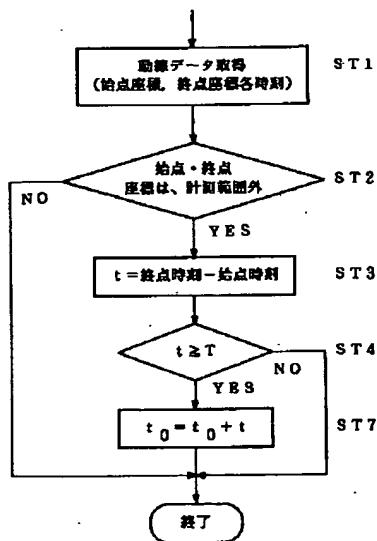 動線データ取得
(始点座標，終点座標各時刻)
ST1
始点・終点
座標は、計測範囲外
ST2
NO
YES
t＝終点時刻－始点時刻
ST3
t≧T
ST4
NO
YES
t0＝t0＋t
ST7
終了